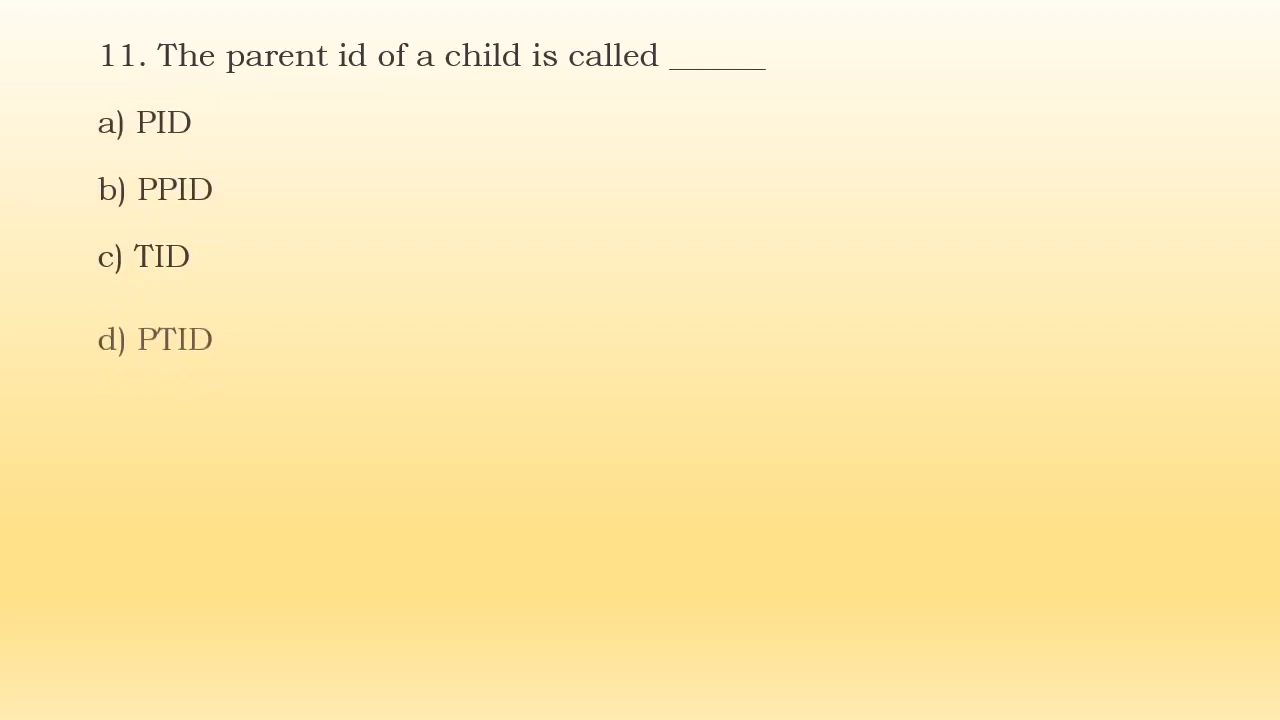 11. The parent id of a child is called ______
a) PID
b) PPID
c) TID
d) PTID